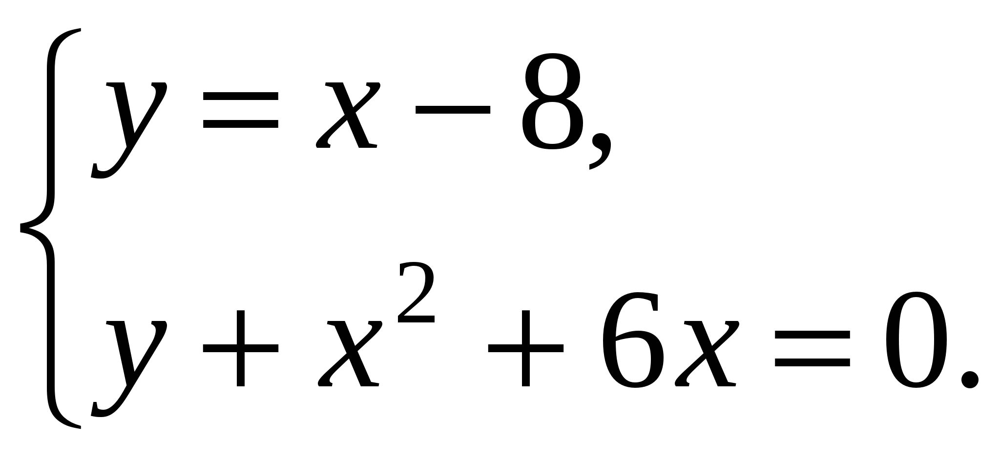 y = x − 8,
y + x² + 6x = 0.